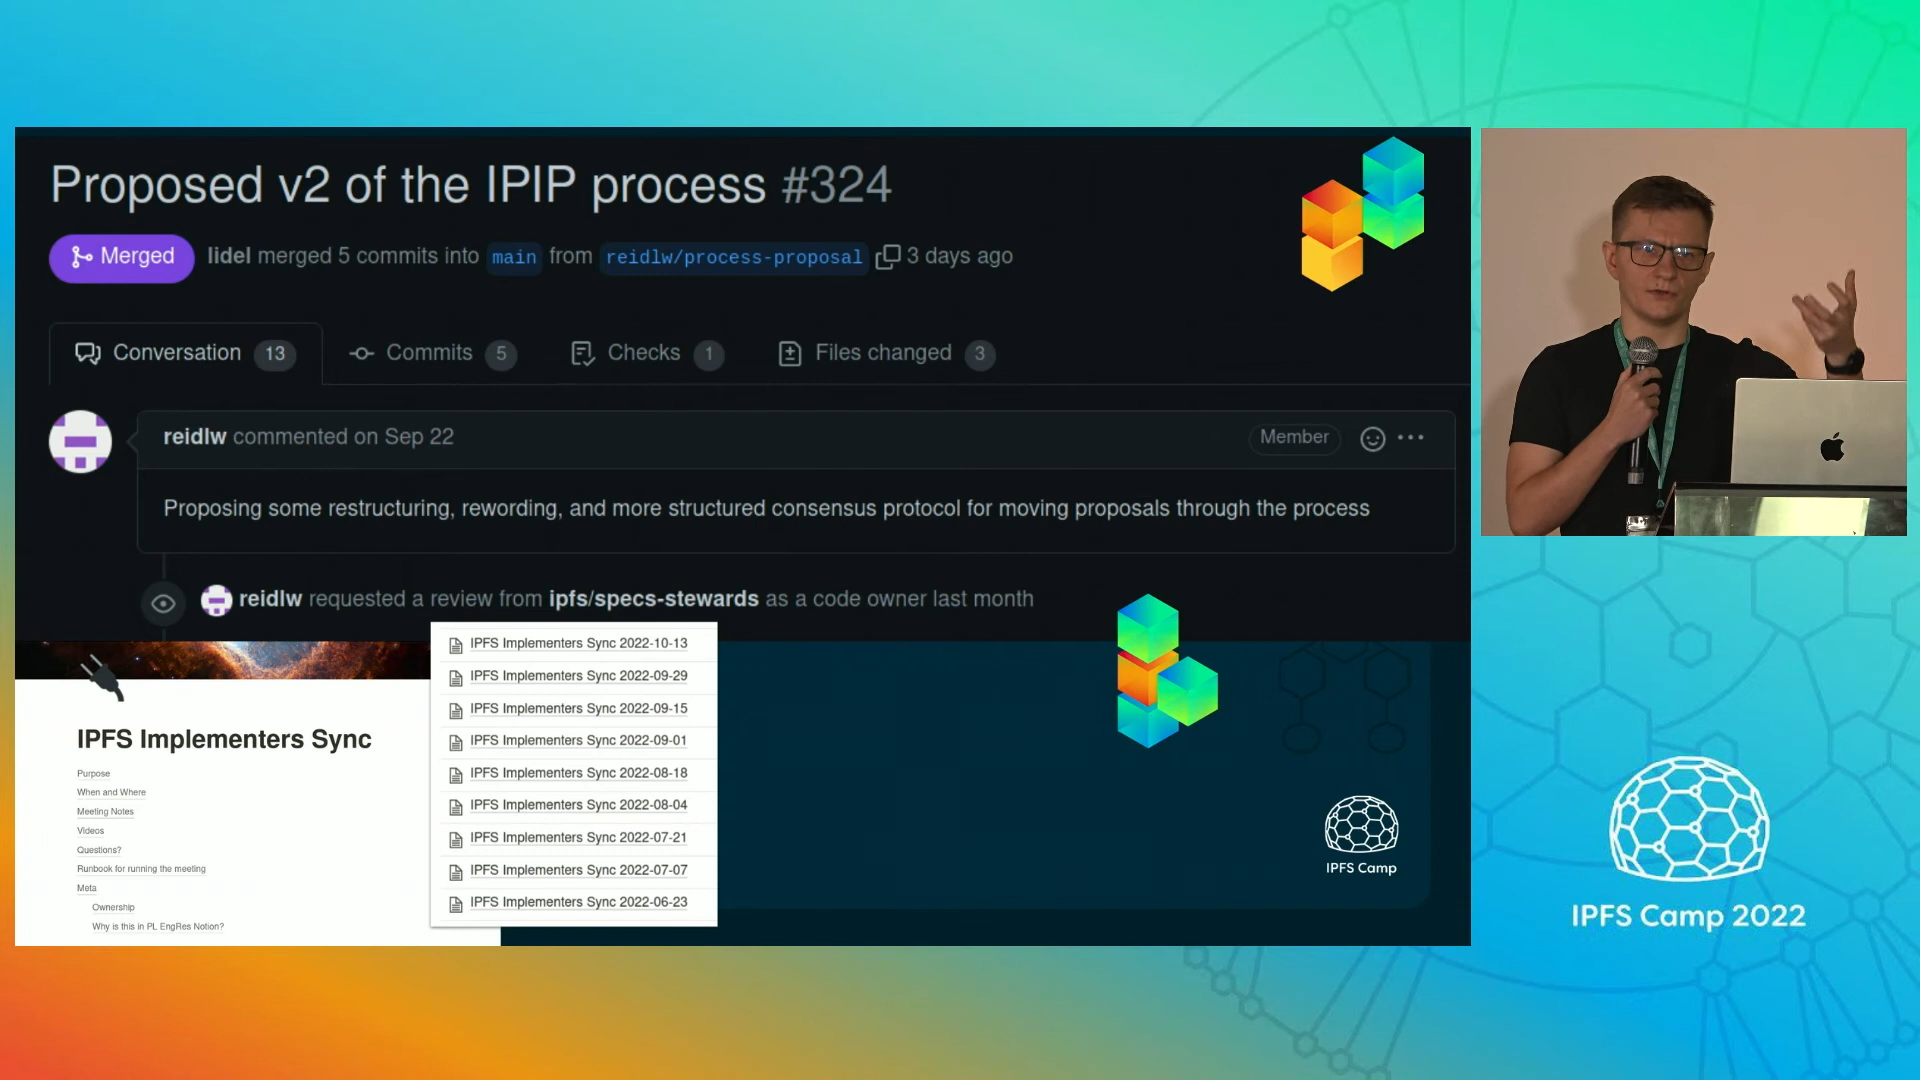 Proposed v2 of the IPIP process #324
Merged lidel merged 5 commits into main from reidlw/process-proposal 3 days ago
Conversation 13 Commits 5 Checks 1 Files changed 3
reidlw commented on Sep 22 Member
Proposing some restructuring, rewording, and more structured consensus protocol for moving proposals through the process
reidlw requested a review from ipfs/specs-stewards as a code owner last month
IPFS Implementers Sync
Purpose
When and Where
Meeting Notes
Videos
Questions?
Runbook for running the meeting
Meta
Ownership
Why is this in PL EngRes Notion?
IPFS Implementers Sync 2022-10-13
IPFS Implementers Sync 2022-09-29
IPFS Implementers Sync 2022-09-15
IPFS Implementers Sync 2022-09-01
IPFS Implementers Sync 2022-08-18
IPFS Implementers Sync 2022-08-04
IPFS Implementers Sync 2022-07-21
IPFS Implementers Sync 2022-07-07
IPFS Implementers Sync 2022-06-23
IPFS Camp
IPFS Camp 2022